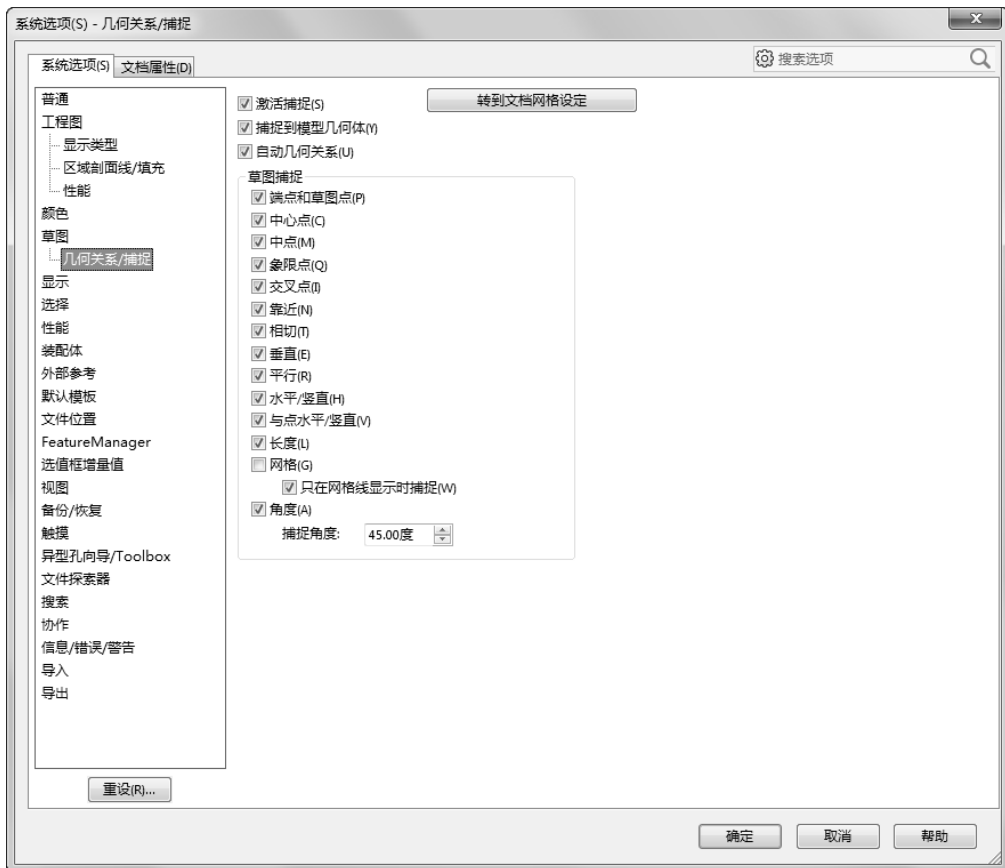 系统选项(S) - 几何关系/捕捉
x
系统选项(S)
文档属性(D)
搜索选项
普通
工程图
显示类型
区域剖面线/填充
性能
颜色
草图
几何关系/捕捉
显示
选择
性能
装配体
外部参考
默认模板
文件位置
FeatureManager
选值框增量值
视图
备份/恢复
触摸
异型孔向导/Toolbox
文件探索器
搜索
协作
信息/错误/警告
导入
导出
重设(R)...
激活捕捉(S)
转到文档网格设定
捕捉到模型几何体(Y)
自动几何关系(U)
草图捕捉
端点和草图点(P)
中心点(C)
中点(M)
象限点(Q)
交叉点(I)
靠近(N)
相切(T)
垂直(E)
平行(R)
水平/竖直(H)
与点水平/竖直(V)
长度(L)
网格(G)
只在网格线显示时捕捉(W)
角度(A)
捕捉角度: 45.00度
确定
取消
帮助